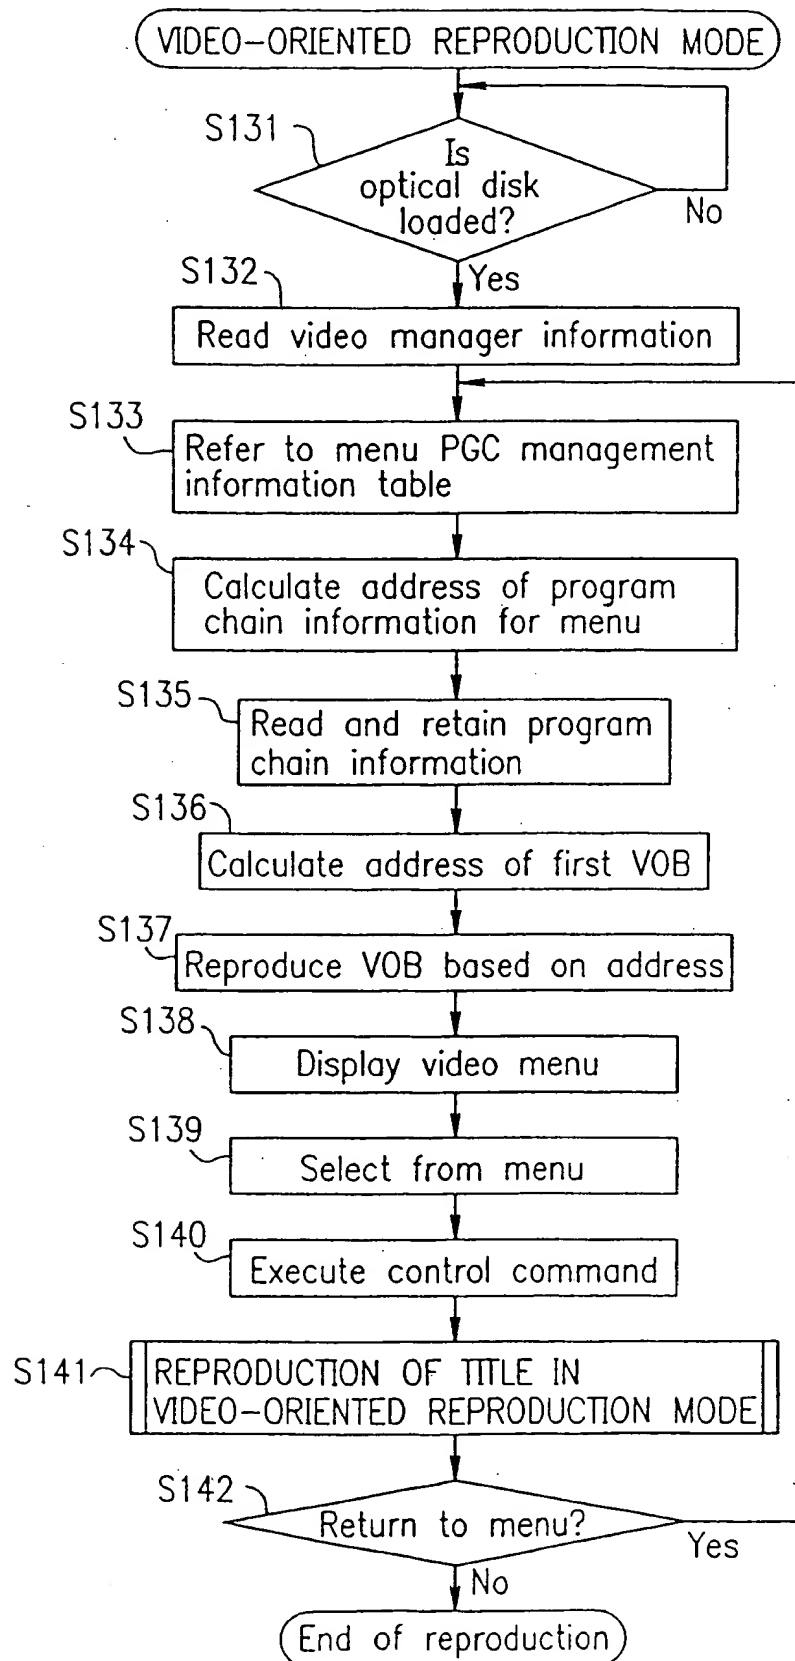 VIDEO-ORIENTED REPRODUCTION MODE
S131
Is
optical disk
loaded?
No
Yes
S132
Read video manager information
S133
Refer to menu PGC management
information table
S134
Calculate address of program
chain information for menu
S135
Read and retain program
chain information
S136
Calculate address of first VOB
S137
Reproduce VOB based on address
S138
Display video menu
S139
Select from menu
S140
Execute control command
S141
REPRODUCTION OF TITLE IN
VIDEO-ORIENTED REPRODUCTION MODE
S142
Return to menu?
Yes
No
End of reproduction